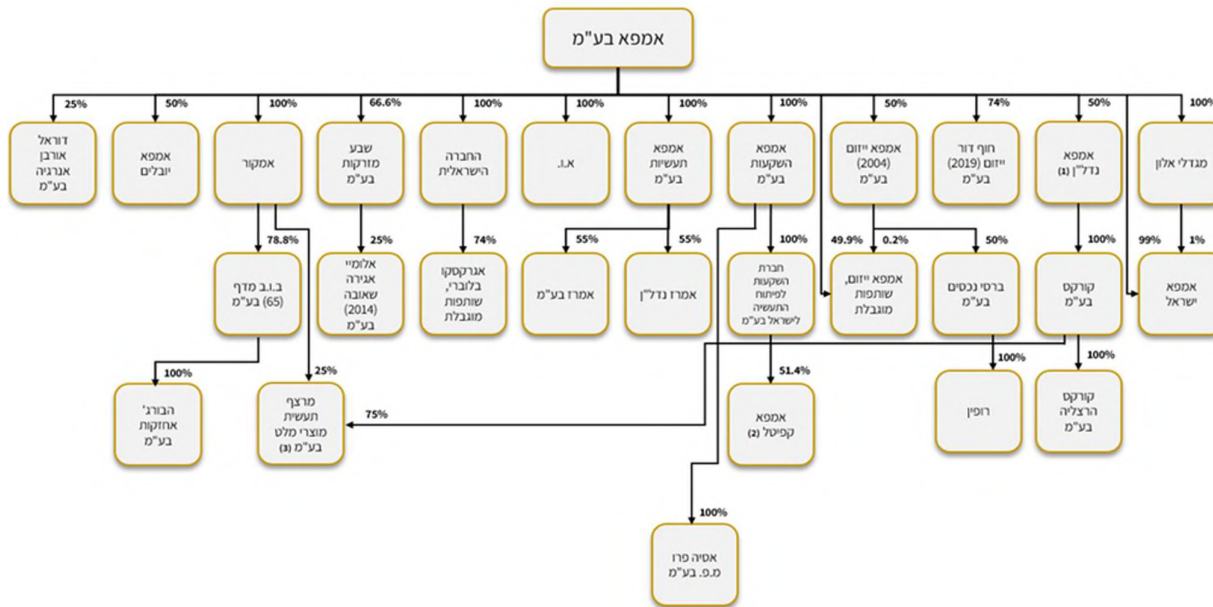 אמפא בע"מ
25%
50%
100%
66.6%
100%
100%
100%
100%
50%
74%
50%
100%
דוראל
אורבן
אנרגיה
בע"מ
אמפא
יובלים
אמקור
שבע
מזרקות
בע"מ
החברה
הישראלית
א.ו.
אמפא
תעשיות
בע"מ
אמפא
השקעות
בע"מ
אמפא ייזום
(2004)
בע"מ
חוף דור
ייזום (2019)
בע"מ
אמפא
נדל"ן (1)
מגדלי אלון
78.8%
25%
74%
55%
55%
100%
49.9%
0.2%
50%
100%
99%
1%
ב.ו.ב מדף
(65) בע"מ
אלומיי
אגירה
שאובה
(2014)
בע"מ
אגרקסקו
בלוברי,
שותפות
מוגבלת
אמרז בע"מ
אמרז נדל"ן
חברת
השקעות
לפיתוח
התעשיה
לישראל בע"מ
אמפא ייזום,
שותפות
מוגבלת
ברסי נכסים
בע"מ
קורקס
בע"מ
אמפא
ישראל
100%
25%
75%
51.4%
100%
100%
הבורג'
אחזקות
בע"מ
מרצף
תעשית
מוצרי מלט
בע"מ (3)
אמפא
קפיטל (2)
רופין
קורקס
הרצליה
בע"מ
100%
אסיה פרו
מ.פ. בע"מ